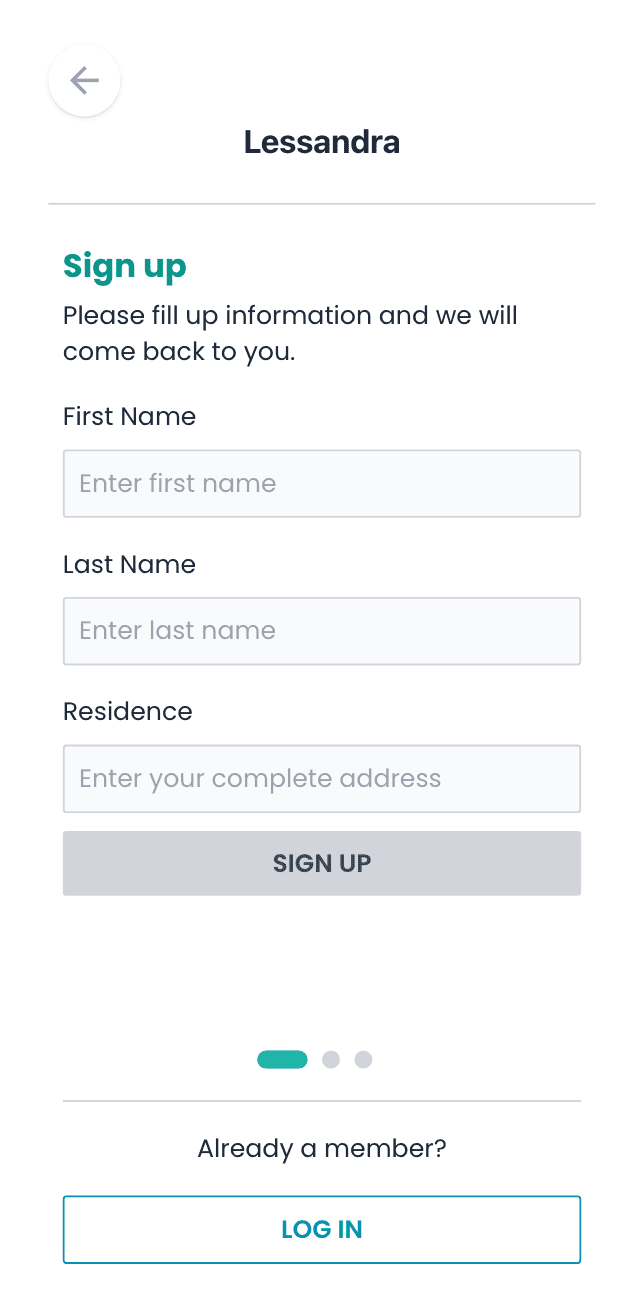 Lessandra
Sign up
Please fill up information and we will
come back to you.
First Name
Enter first name
Last Name
Enter last name
Residence
Enter your complete address
SIGN UP
Already a member?
LOG IN